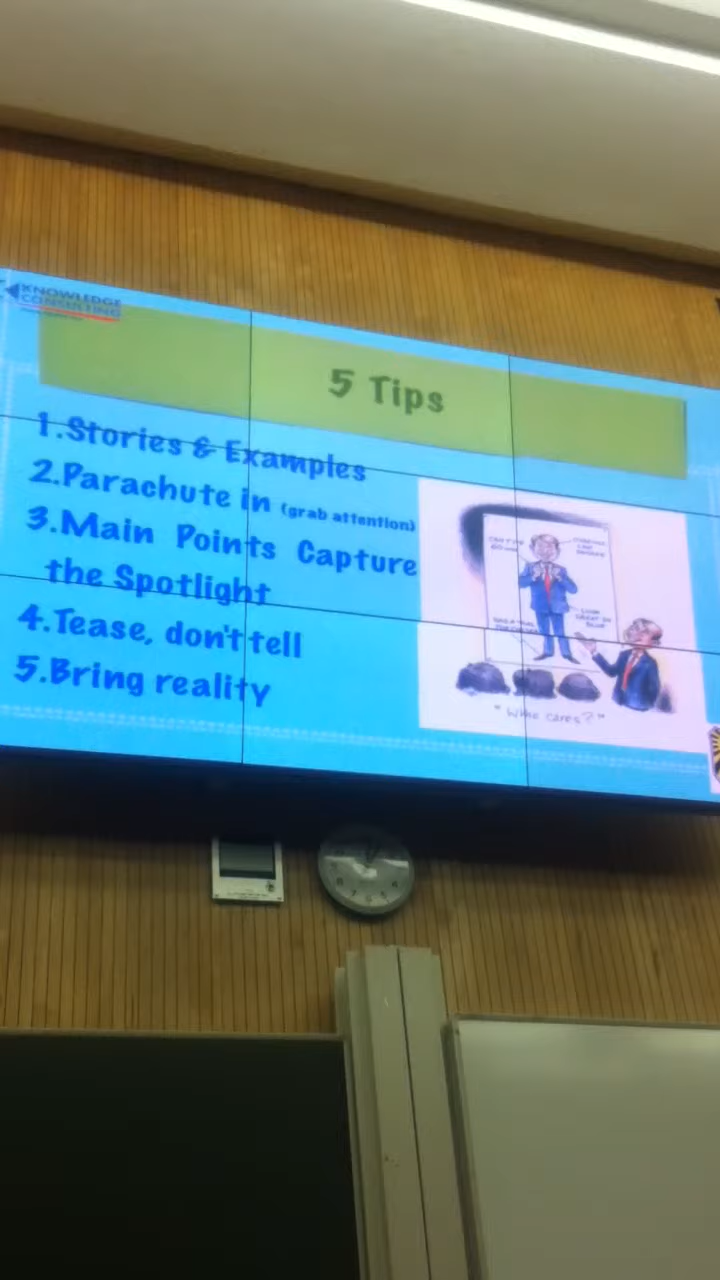 KNOWLEDGE
CONSULTING
5 Tips
1.Stories & Examples
2.Parachute in (grab attention)
3.Main Points Capture
the Spotlight
4.Tease, don't tell
5.Bring reality
"Who cares?"